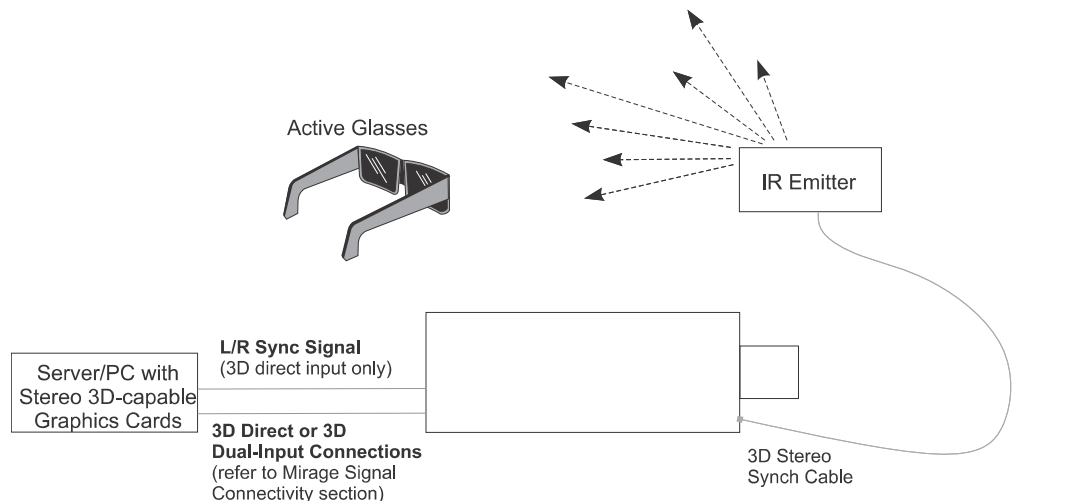 Active Glasses
IR Emitter
L/R Sync Signal
(3D direct input only)
Server/PC with
Stereo 3D-capable
Graphics Cards
3D Direct or 3D
Dual-Input Connections
(refer to Mirage Signal
Connectivity section)
3D Stereo
Synch Cable